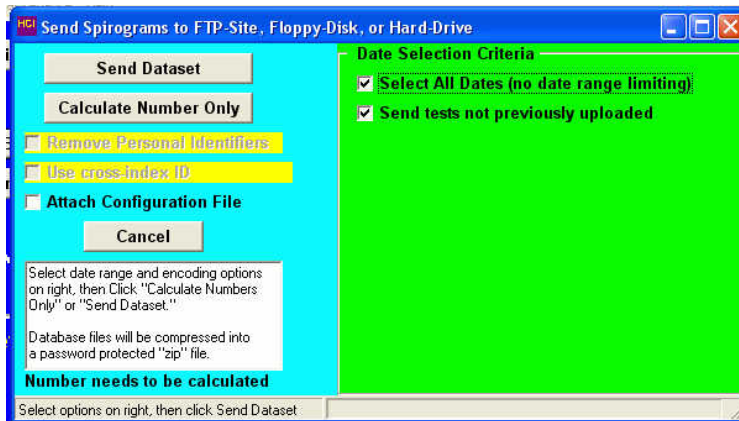 HCI Send Spirograms to FTP-Site, Floppy-Disk, or Hard-Drive
Send Dataset
Calculate Number Only
Remove Personal Identifiers
Use cross-index ID
Attach Configuration File
Cancel
Select date range and encoding options
on right, then Click "Calculate Numbers
Only" or "Send Dataset."
Database files will be compressed into
a password protected "zip" file.
Number needs to be calculated
Date Selection Criteria
Select All Dates (no date range limiting)
Send tests not previously uploaded
Select options on right, then click Send Dataset